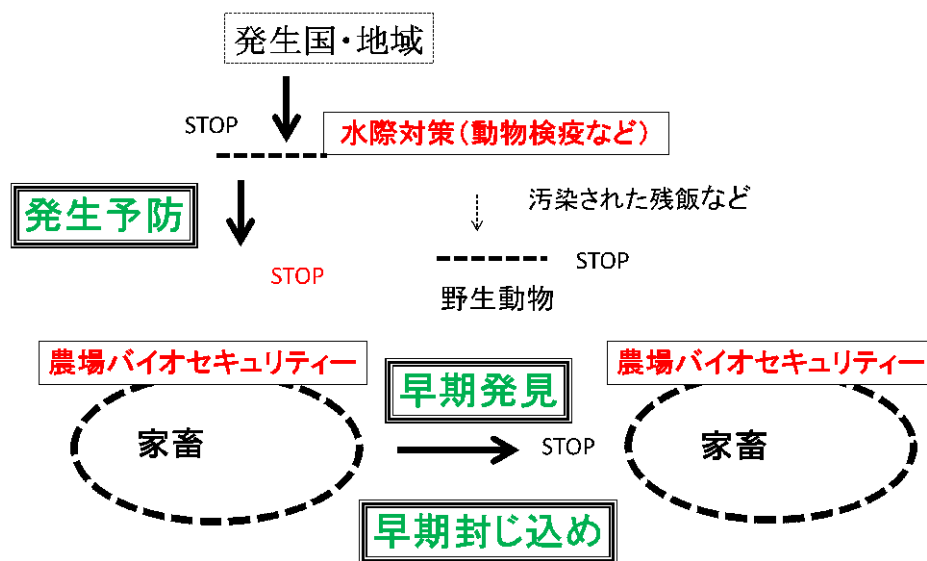 発生国・地域
STOP
水際対策(動物検疫など)
発生予防
汚染された残飯など
STOP
STOP
野生動物
農場バイオセキュリティー
農場バイオセキュリティー
早期発見
家畜
STOP
家畜
早期封じ込め